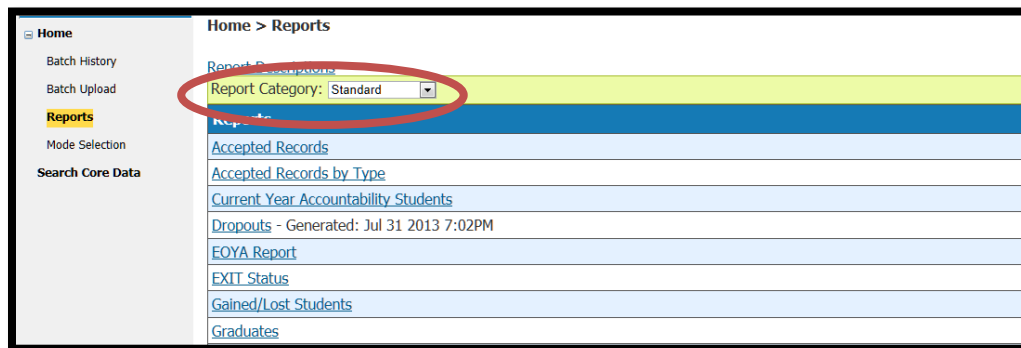 Home
Batch History
Batch Upload
Reports
Mode Selection
Search Core Data
Home > Reports
Report Descriptions
Report Category: Standard
Reports
Accepted Records
Accepted Records by Type
Current Year Accountability Students
Dropouts - Generated: Jul 31 2013 7:02PM
EOYA Report
EXIT Status
Gained/Lost Students
Graduates